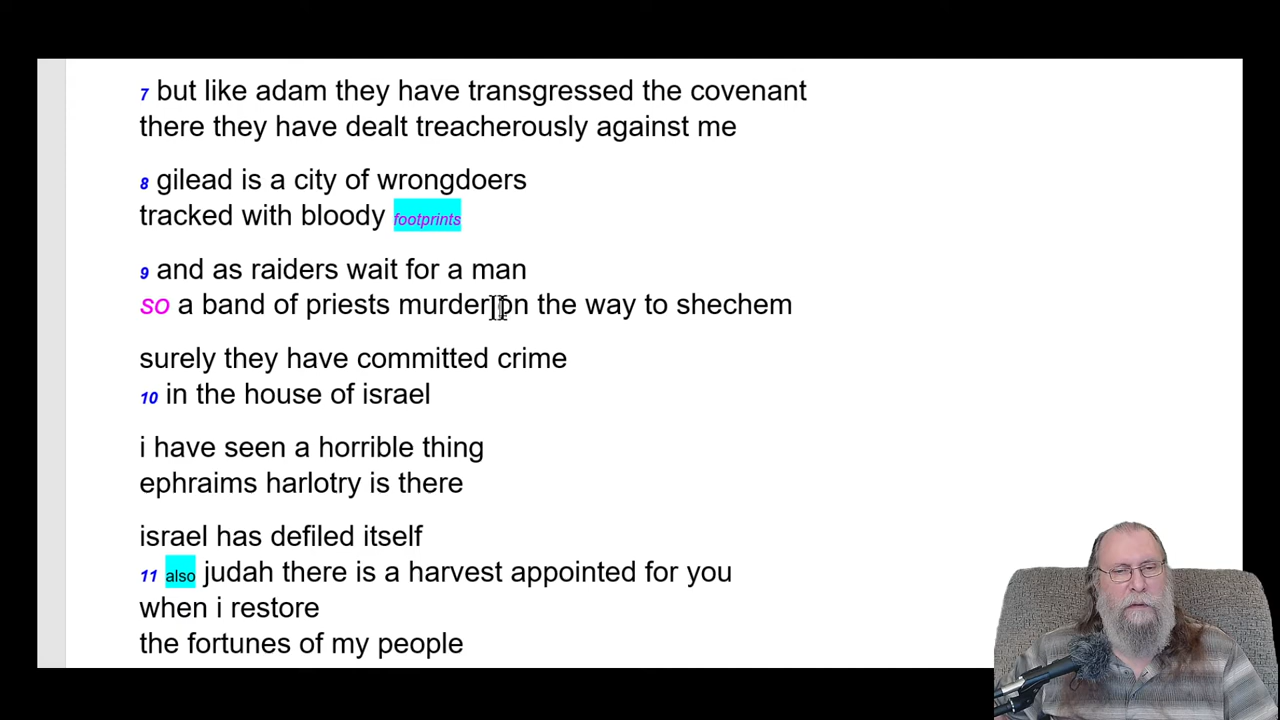 7 but like adam they have transgressed the covenant
there they have dealt treacherously against me
8 gilead is a city of wrongdoers
tracked with bloody footprints
9 and as raiders wait for a man
so a band of priests murder on the way to shechem
surely they have committed crime
10 in the house of israel
i have seen a horrible thing
ephraims harlotry is there
israel has defiled itself
11 also judah there is a harvest appointed for you
when i restore
the fortunes of my people